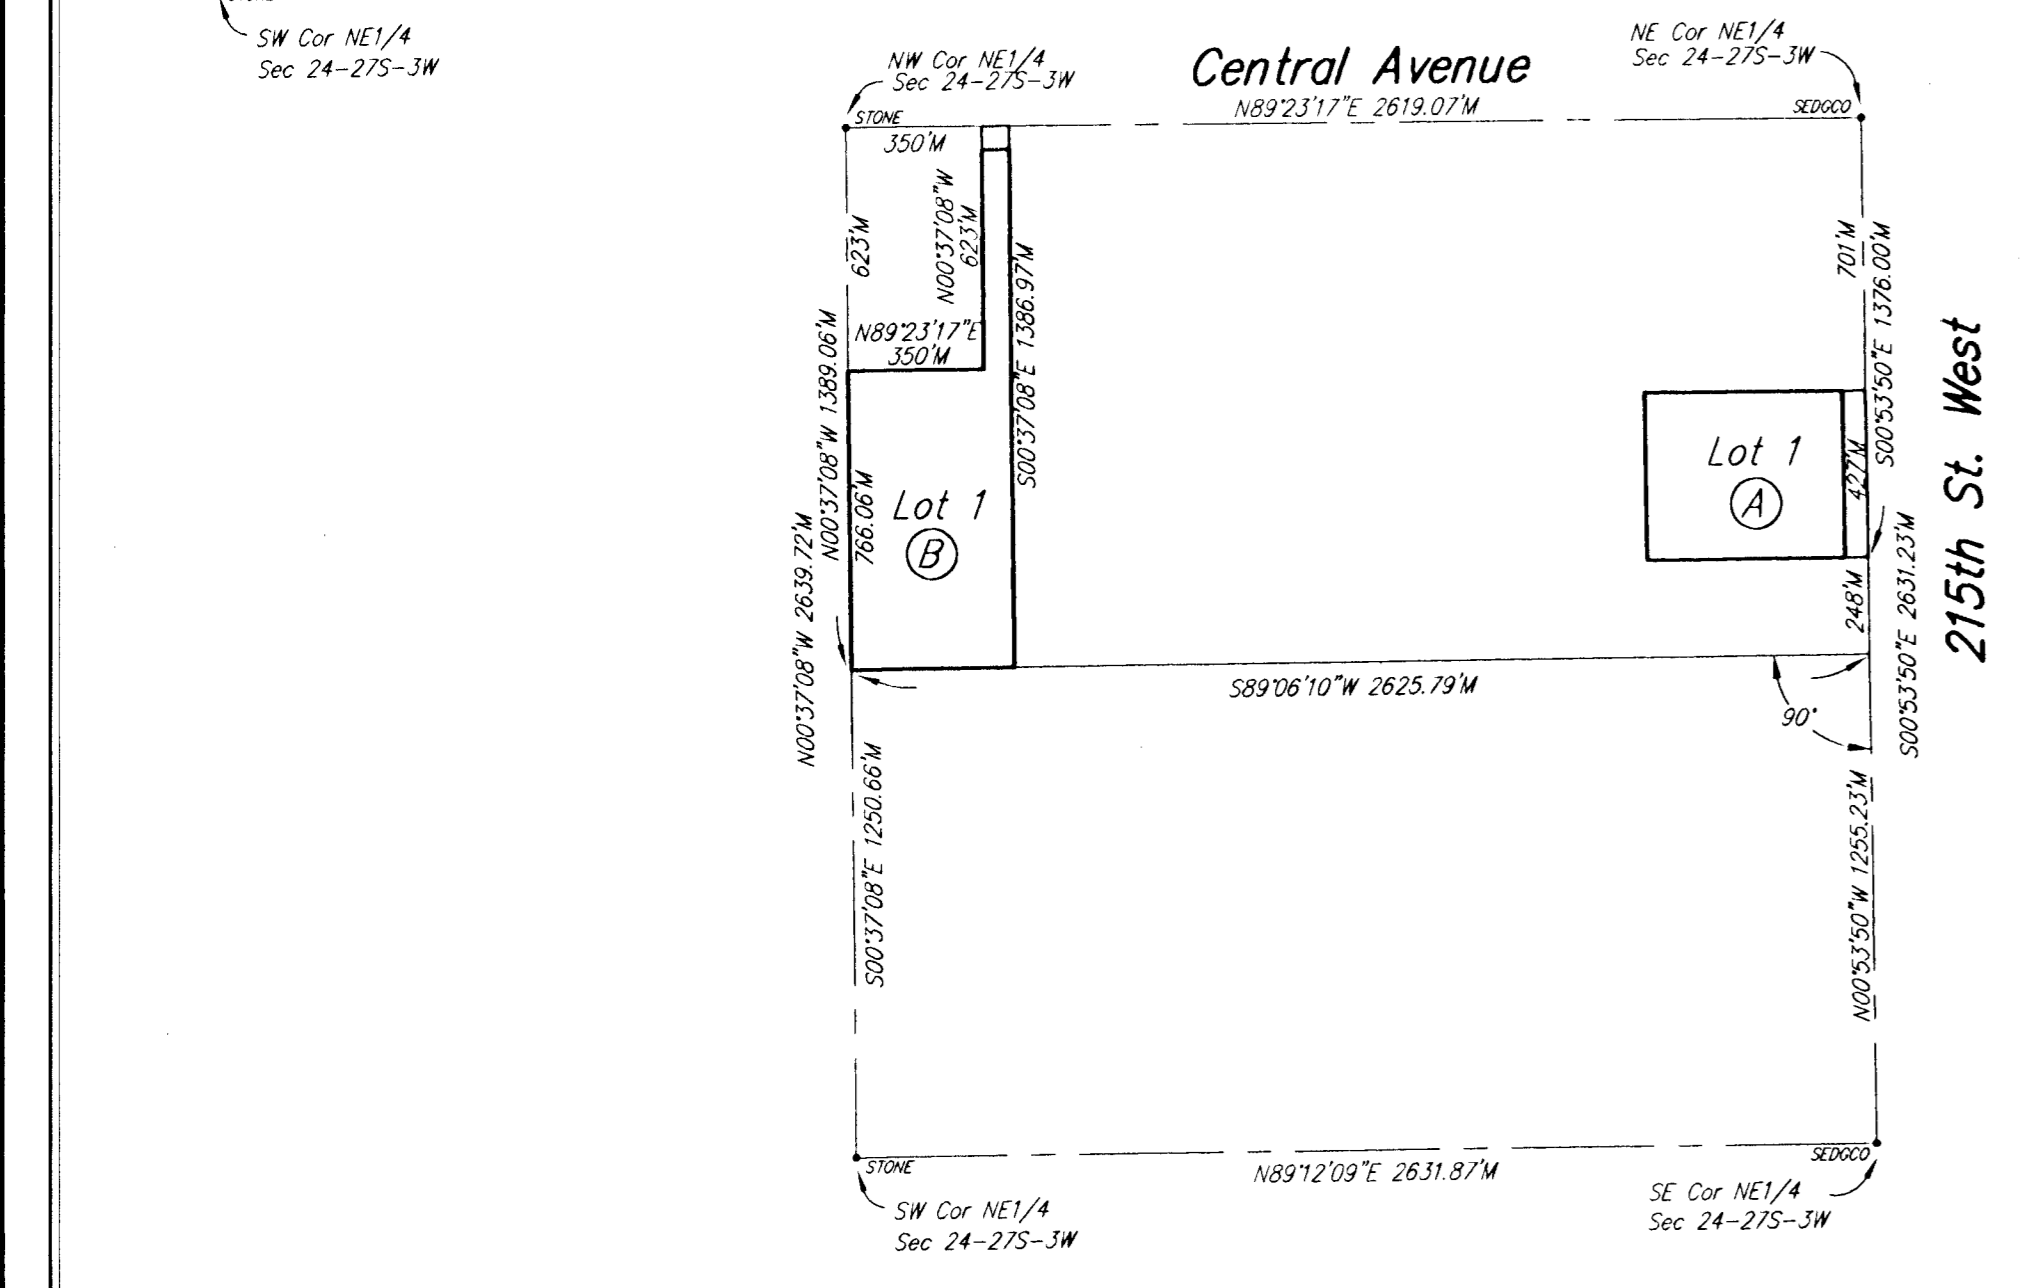 SW Cor NE1/4
Sec 24-27S-3W
NW Cor NE1/4
Sec 24-27S-3W
Central Avenue
N89°23'17"E 2619.07'M
NE Cor NE1/4
Sec 24-27S-3W
STONE
SEDGCO
350'M
N00°37'08"W
623'M
623'M
S00°37'08"E 1386.97'M
N89°23'17"E
350'M
N00°37'08"W 1389.06'M
766.06'M
N00°37'08"W 2639.72'M
Lot 1
B
701'M
S00°53'50"E 1376.00'M
Lot 1
A
427'M
248'M
S00°53'50"E 2631.23'M
215th St. West
S89°06'10"W 2625.79'M
90°
S00°37'08"E 1250.66'M
N00°53'50"W 1255.23'M
STONE
SEDGCO
N89°12'09"E 2631.87'M
SW Cor NE1/4
Sec 24-27S-3W
SE Cor NE1/4
Sec 24-27S-3W